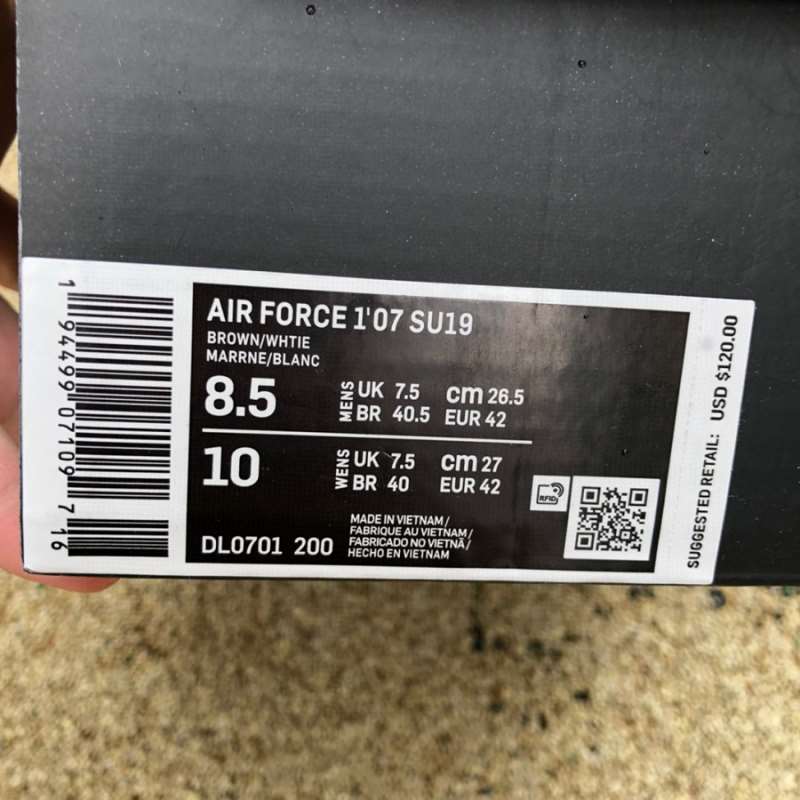 AIR FORCE 1'07 SU19
BROWN/WHTIE
MARRNE/BLANC
8.5
MENS
UK 7.5 cm 26.5
BR 40.5 EUR 42
10
WENS
UK 7.5 cm 27
BR 40 EUR 42
DL0701 200
MADE IN VIETNAM /
FABRIQUE AU VIETNAM /
FABRICADO NO VIETNÃ /
HECHO EN VIETNAM
RFID
1 94499 07109 7 16
SUGGESTED RETAIL: USD $120.00